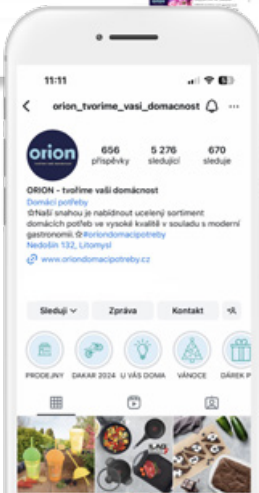 11:11
orion_tvorime_vasi_domacnost
orion
656
5 276
670
příspěvky
sledující
sleduje
ORION - tvoříme vaši domácnost
Domácí potřeby
☆Naší snahou je nabídnout ucelený sortiment
domácích potřeb ve vysoké kvalitě v souladu s moderní
gastronomií.☆#oriondomacipotreby
Nedošín 132, Litomysl
www.oriondomacipotreby.cz
Sleduji
Zpráva
Kontakt
PRODEJNY
DAKAR 2024
U VÁS DOMA
VÁNOCE
DÁREK P